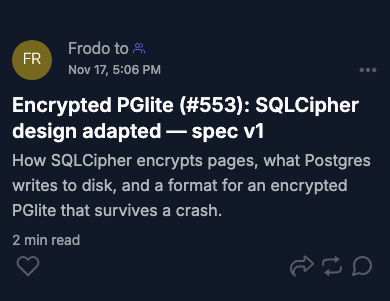 FR
Frodo to
Nov 17, 5:06 PM
Encrypted PGlite (#553): SQLCipher
design adapted — spec v1
How SQLCipher encrypts pages, what Postgres
writes to disk, and a format for an encrypted
PGlite that survives a crash.
2 min read